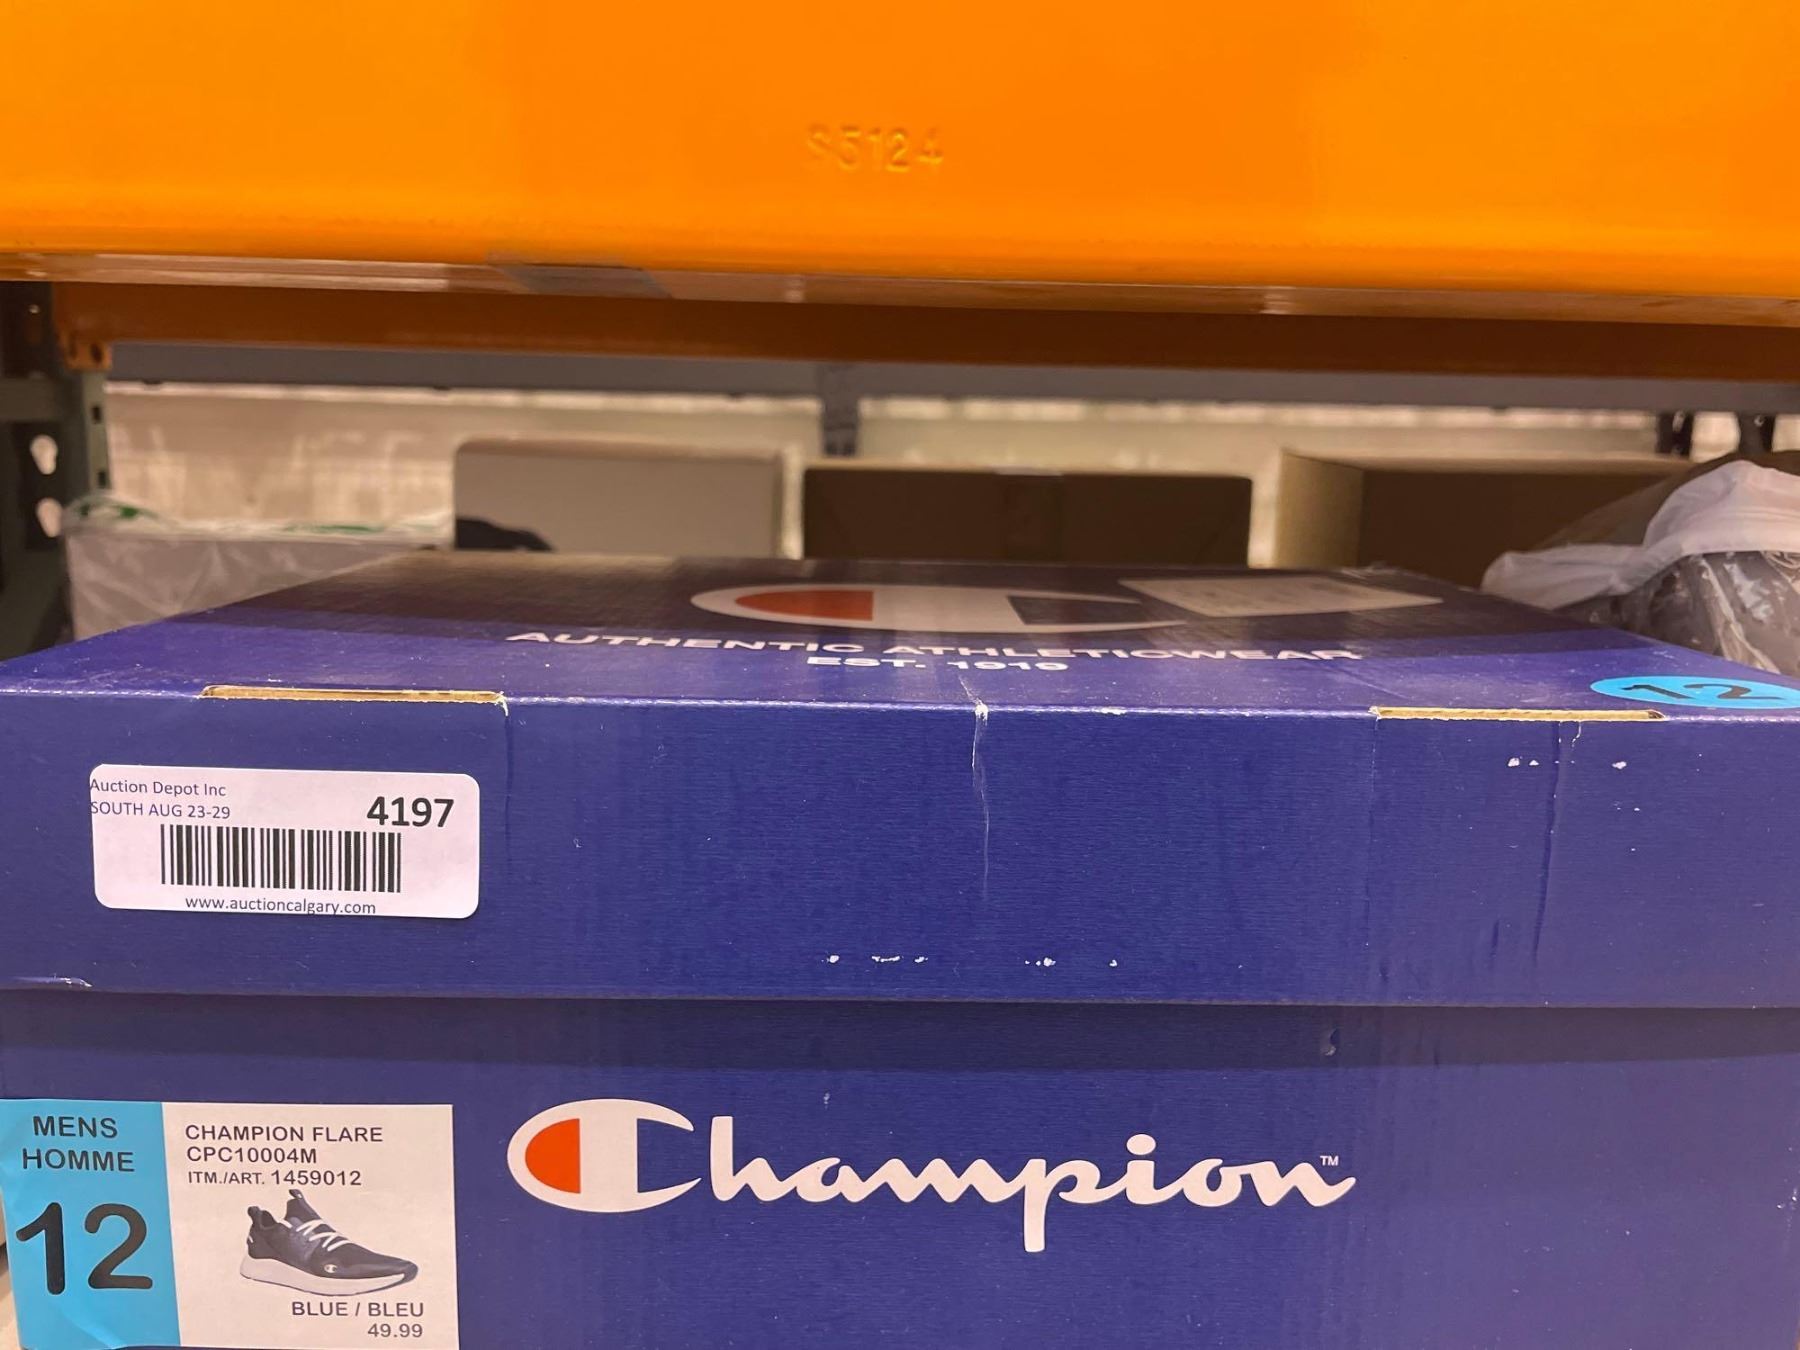 S5124
AUTHENTIC ATHLETICWEAR
EST. 1919
12
Auction Depot Inc
SOUTH AUG 23-29
4197
www.auctioncalgary.com
MENS
HOMME
12
CHAMPION FLARE
CPC10004M
ITM./ART. 1459012
BLUE / BLEU
49.99
Champion™